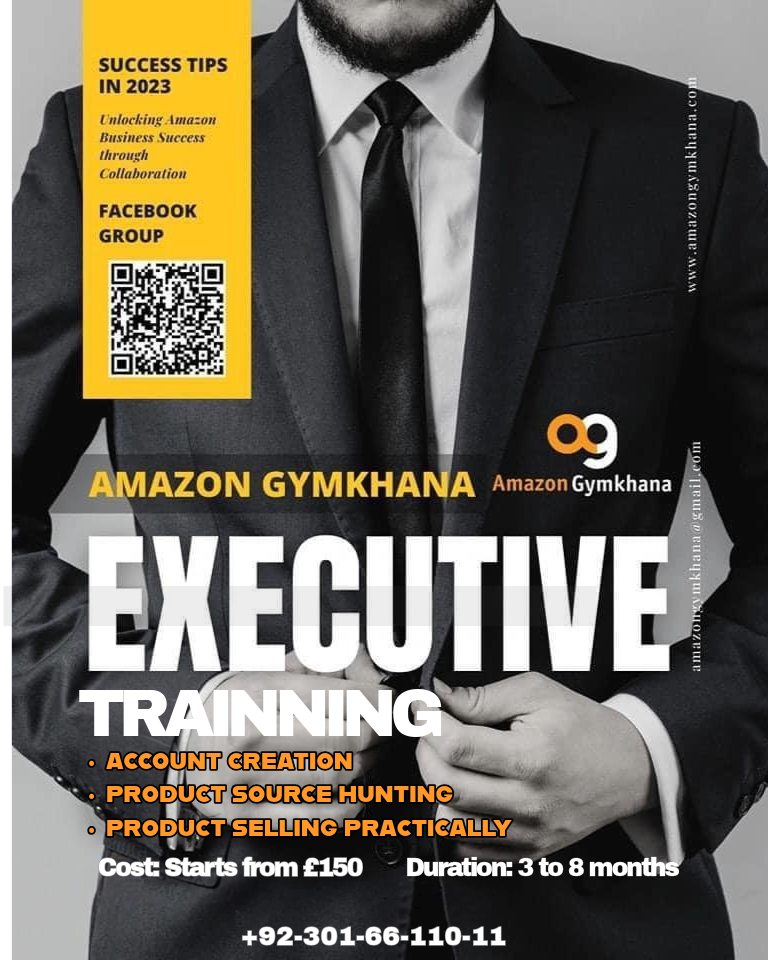 SUCCESS TIPS
IN 2023
Unlocking Amazon
Business Success
through
Collaboration
FACEBOOK
GROUP
www.amazongymkhana.com
ag
Amazon Gymkhana
AMAZON GYMKHANA
amazongymkhana@gmail.com
EXECUTIVE
TRAINNING
• ACCOUNT CREATION
• PRODUCT SOURCE HUNTING
• PRODUCT SELLING PRACTICALLY
Cost: Starts from £150 Duration: 3 to 8 months
+92-301-66-110-11